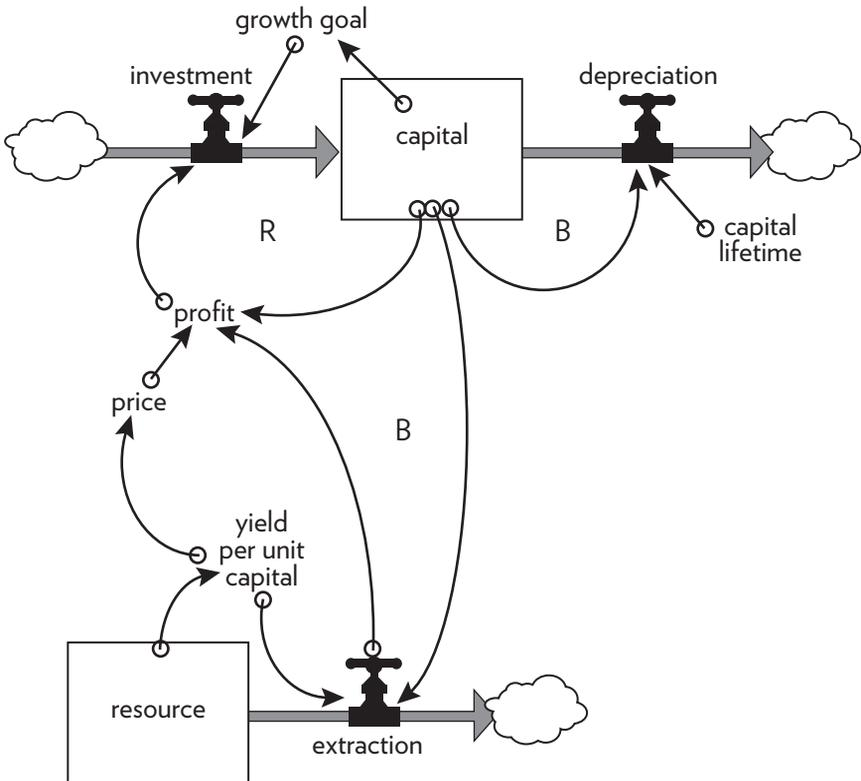 growth goal
investment
depreciation
capital
R
B
capital
lifetime
profit
price
B
yield
per unit
capital
resource
extraction